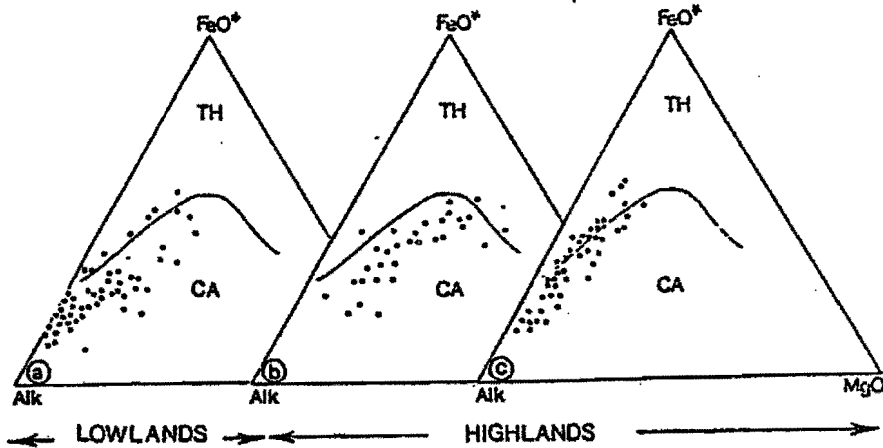 FeO* FeO* FeO*
TH TH TH
CA CA CA
a b c
Alk Alk Alk MgO
LOWLANDS HIGHLANDS